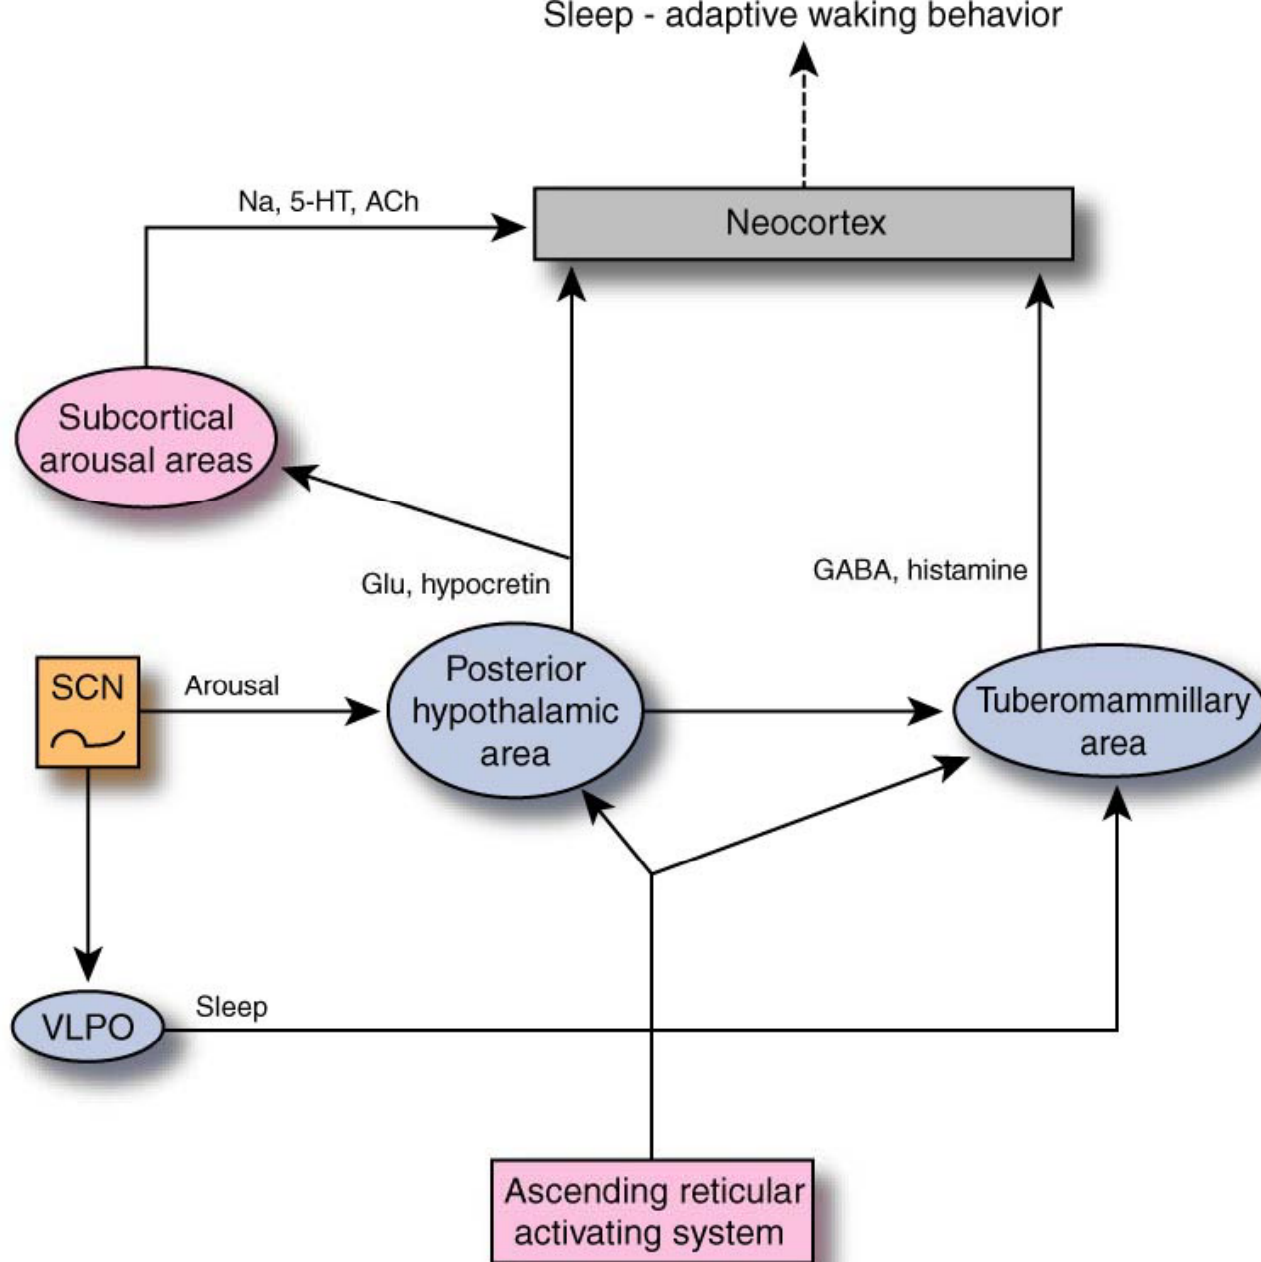 Sleep - adaptive waking behavior
Na, 5-HT, ACh
Neocortex
Subcortical
arousal areas
Glu, hypocretin
GABA, histamine
SCN
Arousal
Posterior
hypothalamic
area
Tuberomammillary
area
VLPO
Sleep
Ascending reticular
activating system